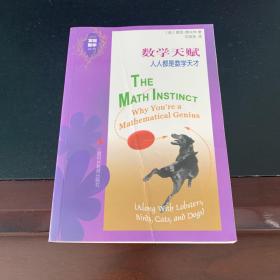 数学天赋
人人都是数学天才
THE
MATH INSTINCT
Why You're a
Mathematical Genius
(Along With Lobsters,
Birds, Cats, and Dogs)